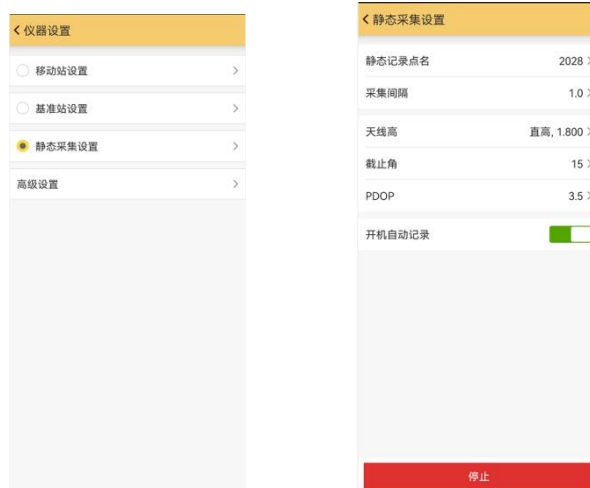 仪器设置
移动站设置
基准站设置
静态采集设置
高级设置
静态采集设置
静态记录点名 2028
采集间隔 1.0
天线高 直高, 1.800
截止角 15
PDOP 3.5
开机自动记录
停止